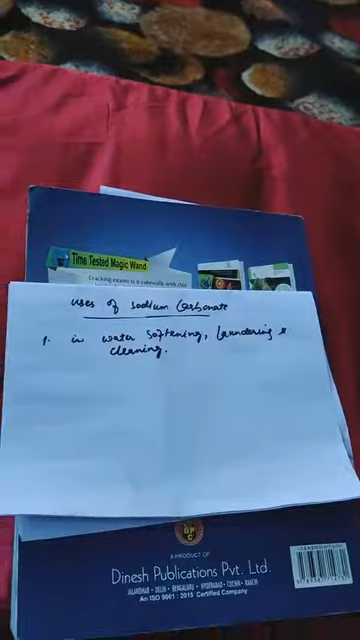 Time Tested Magic Wand
Cracking exams is a cakewalk with this
Uses of Sodium Carbonate
1. in water softening, laundering &
cleaning.
A PRODUCT OF
Dinesh Publications Pvt. Ltd.
JALANDHAR • DELHI • BENGALURU • HYDERABAD • COCHIN • RANCHI
An ISO 9001 : 2015 Certified Company